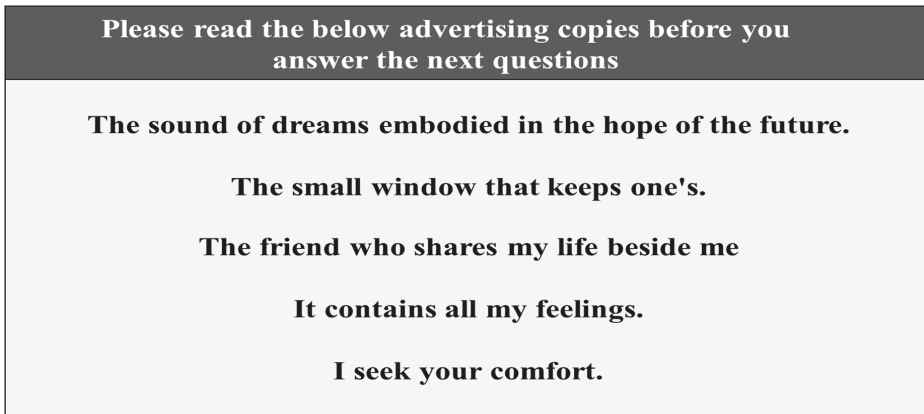 Please read the below advertising copies before you
answer the next questions
The sound of dreams embodied in the hope of the future.
The small window that keeps one's.
The friend who shares my life beside me
It contains all my feelings.
I seek your comfort.